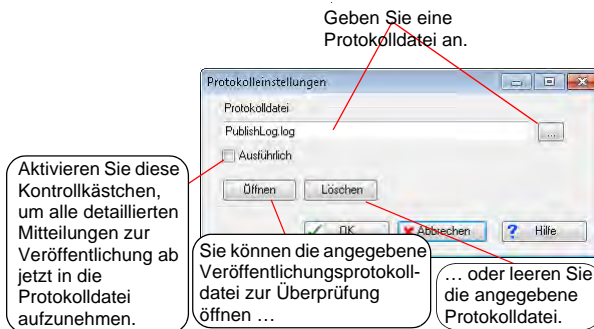 Geben Sie eine
Protokolldatei an.
Protokolleinstellungen
Protokolldatei
PublishLog.log
...
Ausführlich
Öffnen
Löschen
OK
Abbrechen
? Hilfe
Aktivieren Sie diese
Kontrollkästchen,
um alle detaillierten
Mitteilungen zur
Veröffentlichung ab
jetzt in die
Protokolldatei
aufzunehmen.
Sie können die angegebene
Veröffentlichungsprotokoll-
datei zur Überprüfung
öffnen …
… oder leeren Sie
die angegebene
Protokolldatei.